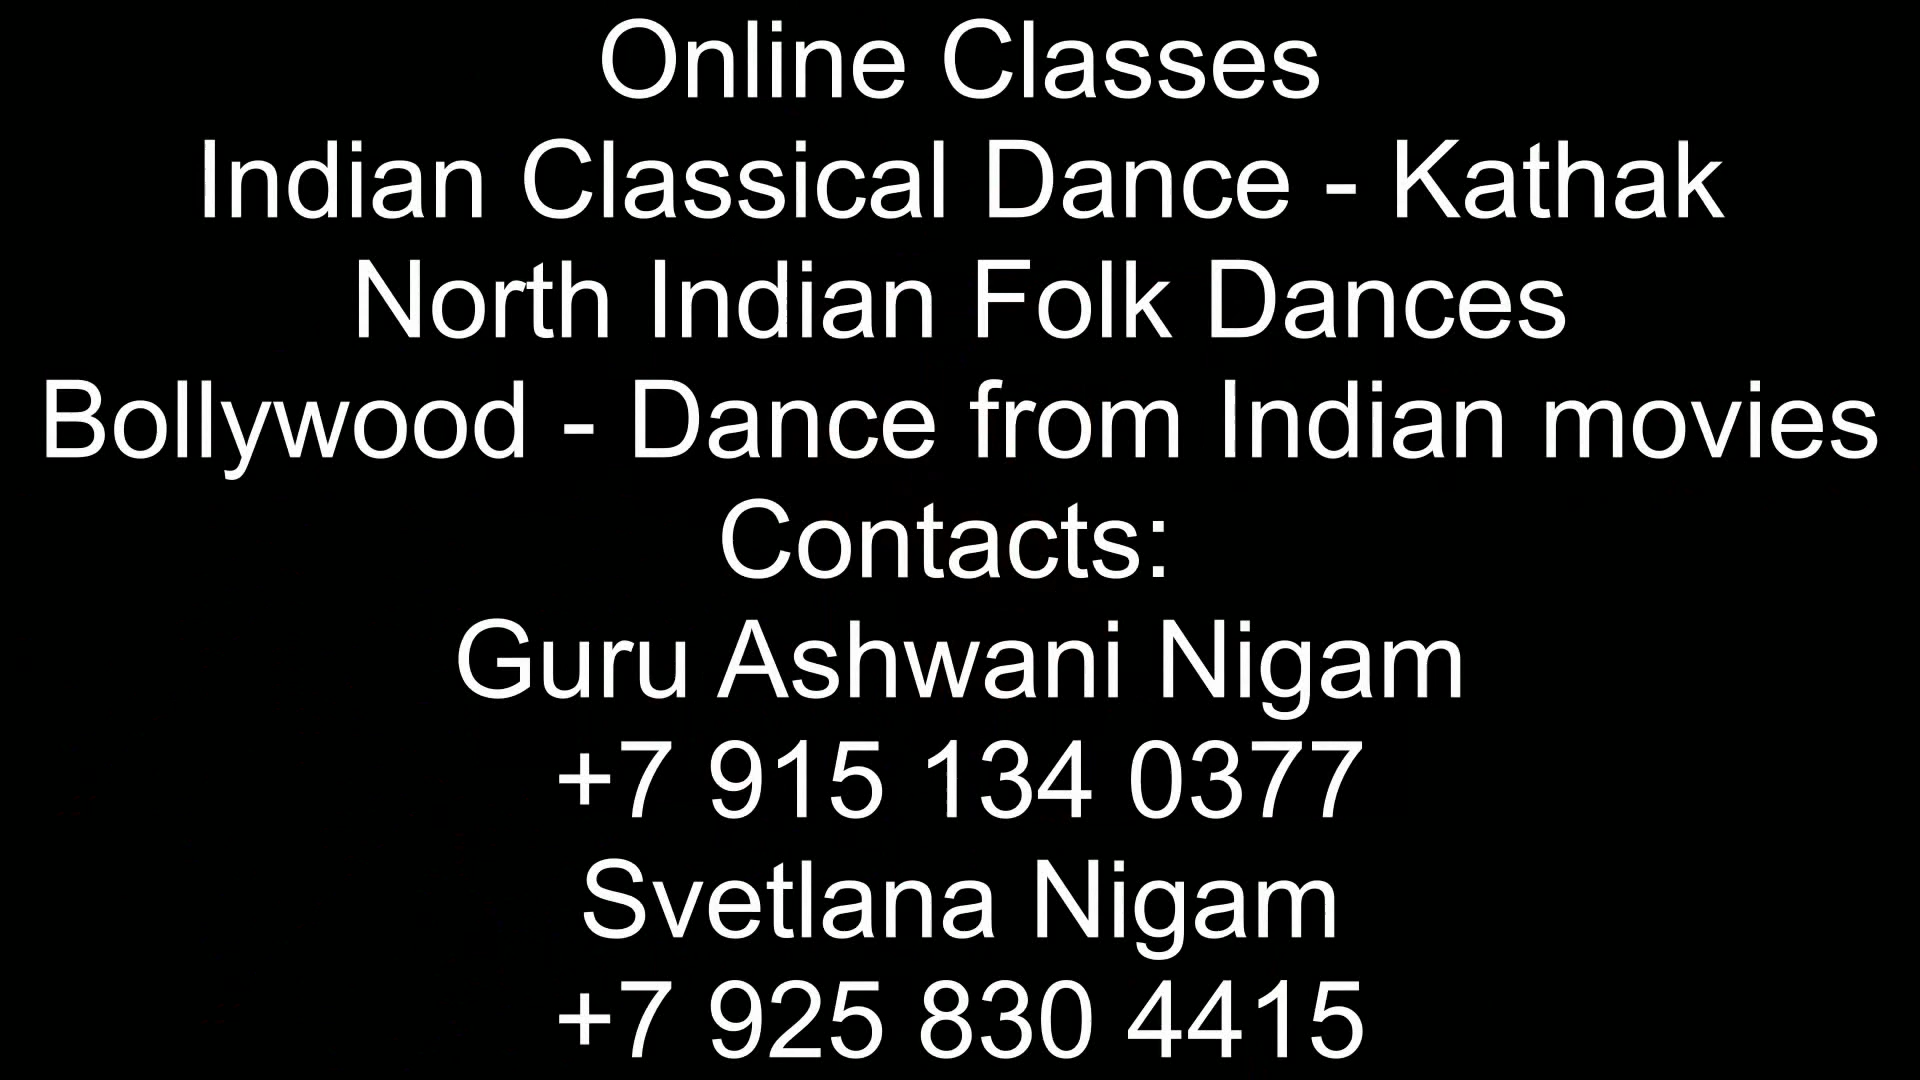 Online Classes
Indian Classical Dance - Kathak
North Indian Folk Dances
Bollywood - Dance from Indian movies
Contacts:
Guru Ashwani Nigam
+7 915 134 0377
Svetlana Nigam
+7 925 830 4415